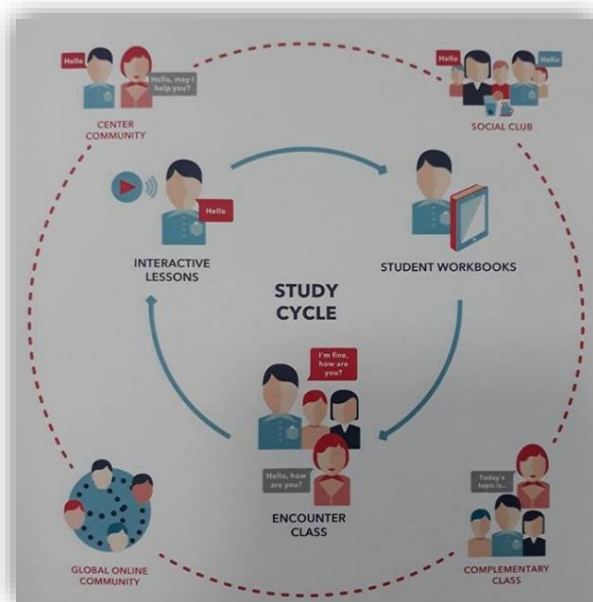 Hello
Hello, may I
help you?
CENTER
COMMUNITY
Hello
Hello
SOCIAL CLUB
Hello
INTERACTIVE
LESSONS
STUDENT WORKBOOKS
STUDY
CYCLE
I'm fine,
how are
you?
Hello, how
are you?
ENCOUNTER
CLASS
GLOBAL ONLINE
COMMUNITY
Today's
topic is...
COMPLEMENTARY
CLASS